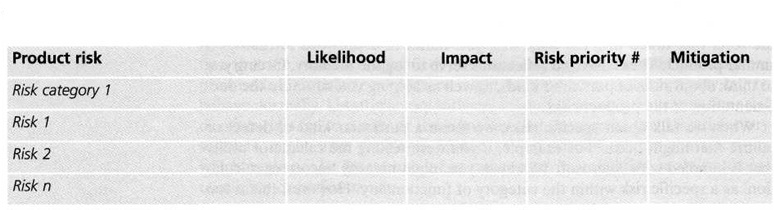 Product risk Likelihood Impact Risk priority # Mitigation
Risk category 1
Risk 1
Risk 2
Risk n